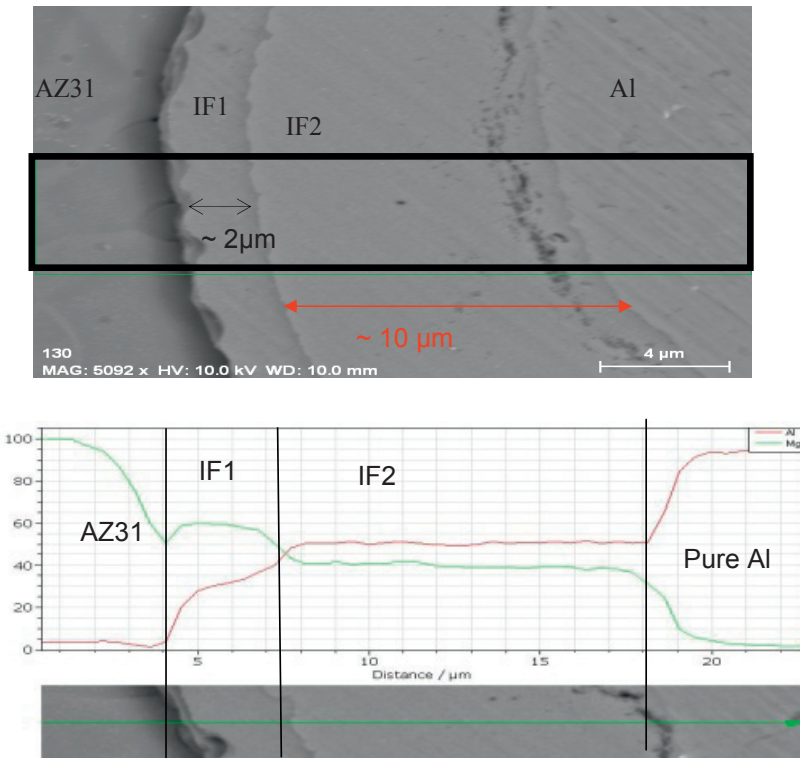 AZ31
IF1
IF2
Al
~ 2µm
~ 10 µm
130
MAG: 5092 x HV: 10.0 kV WD: 10.0 mm
4 µm
100
80
60
40
20
0
IF1
IF2
AZ31
Pure Al
Al
Mg
5
10
15
20
Distance / µm